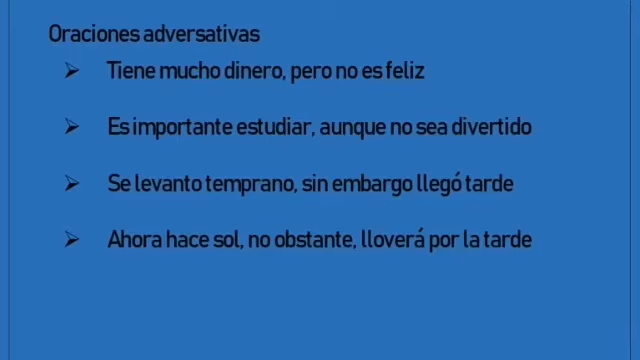 Oraciones adversativas
Tiene mucho dinero, pero no es feliz
Es importante estudiar, aunque no sea divertido
Se levanto temprano, sin embargo llegó tarde
Ahora hace sol, no obstante, lloverá por la tarde